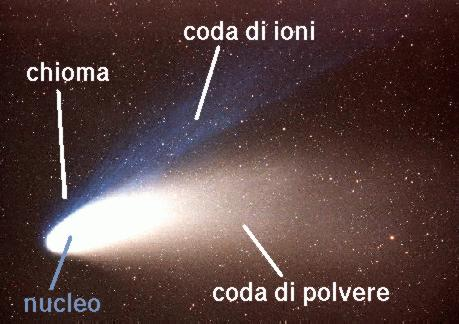 coda di ioni
chioma
nucleo
coda di polvere